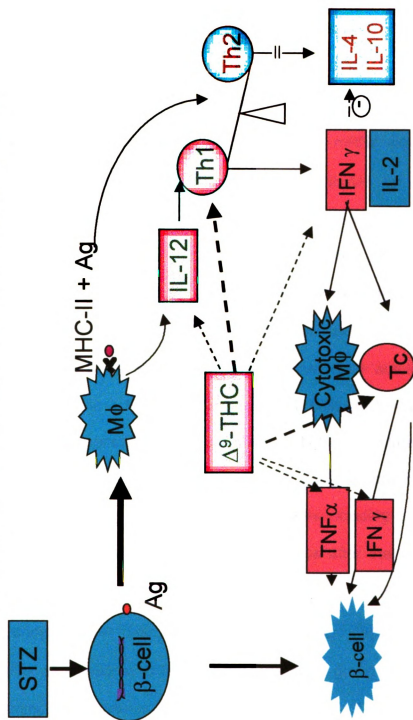 STZ
β-cell
Ag
MΦ
MHC-II + Ag
IL-12
Th1
Th2
Δ⁹-THC
IFNγ
IL-2
IL-4
IL-10
Cytotoxic
MΦ
Tc
TNFα
IFNγ
β-cell